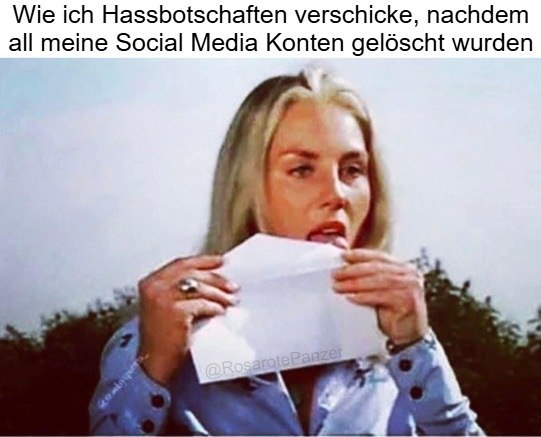 Wie ich Hassbotschaften verschicke, nachdem
all meine Social Media Konten gelöscht wurden
@RosarotePanzer